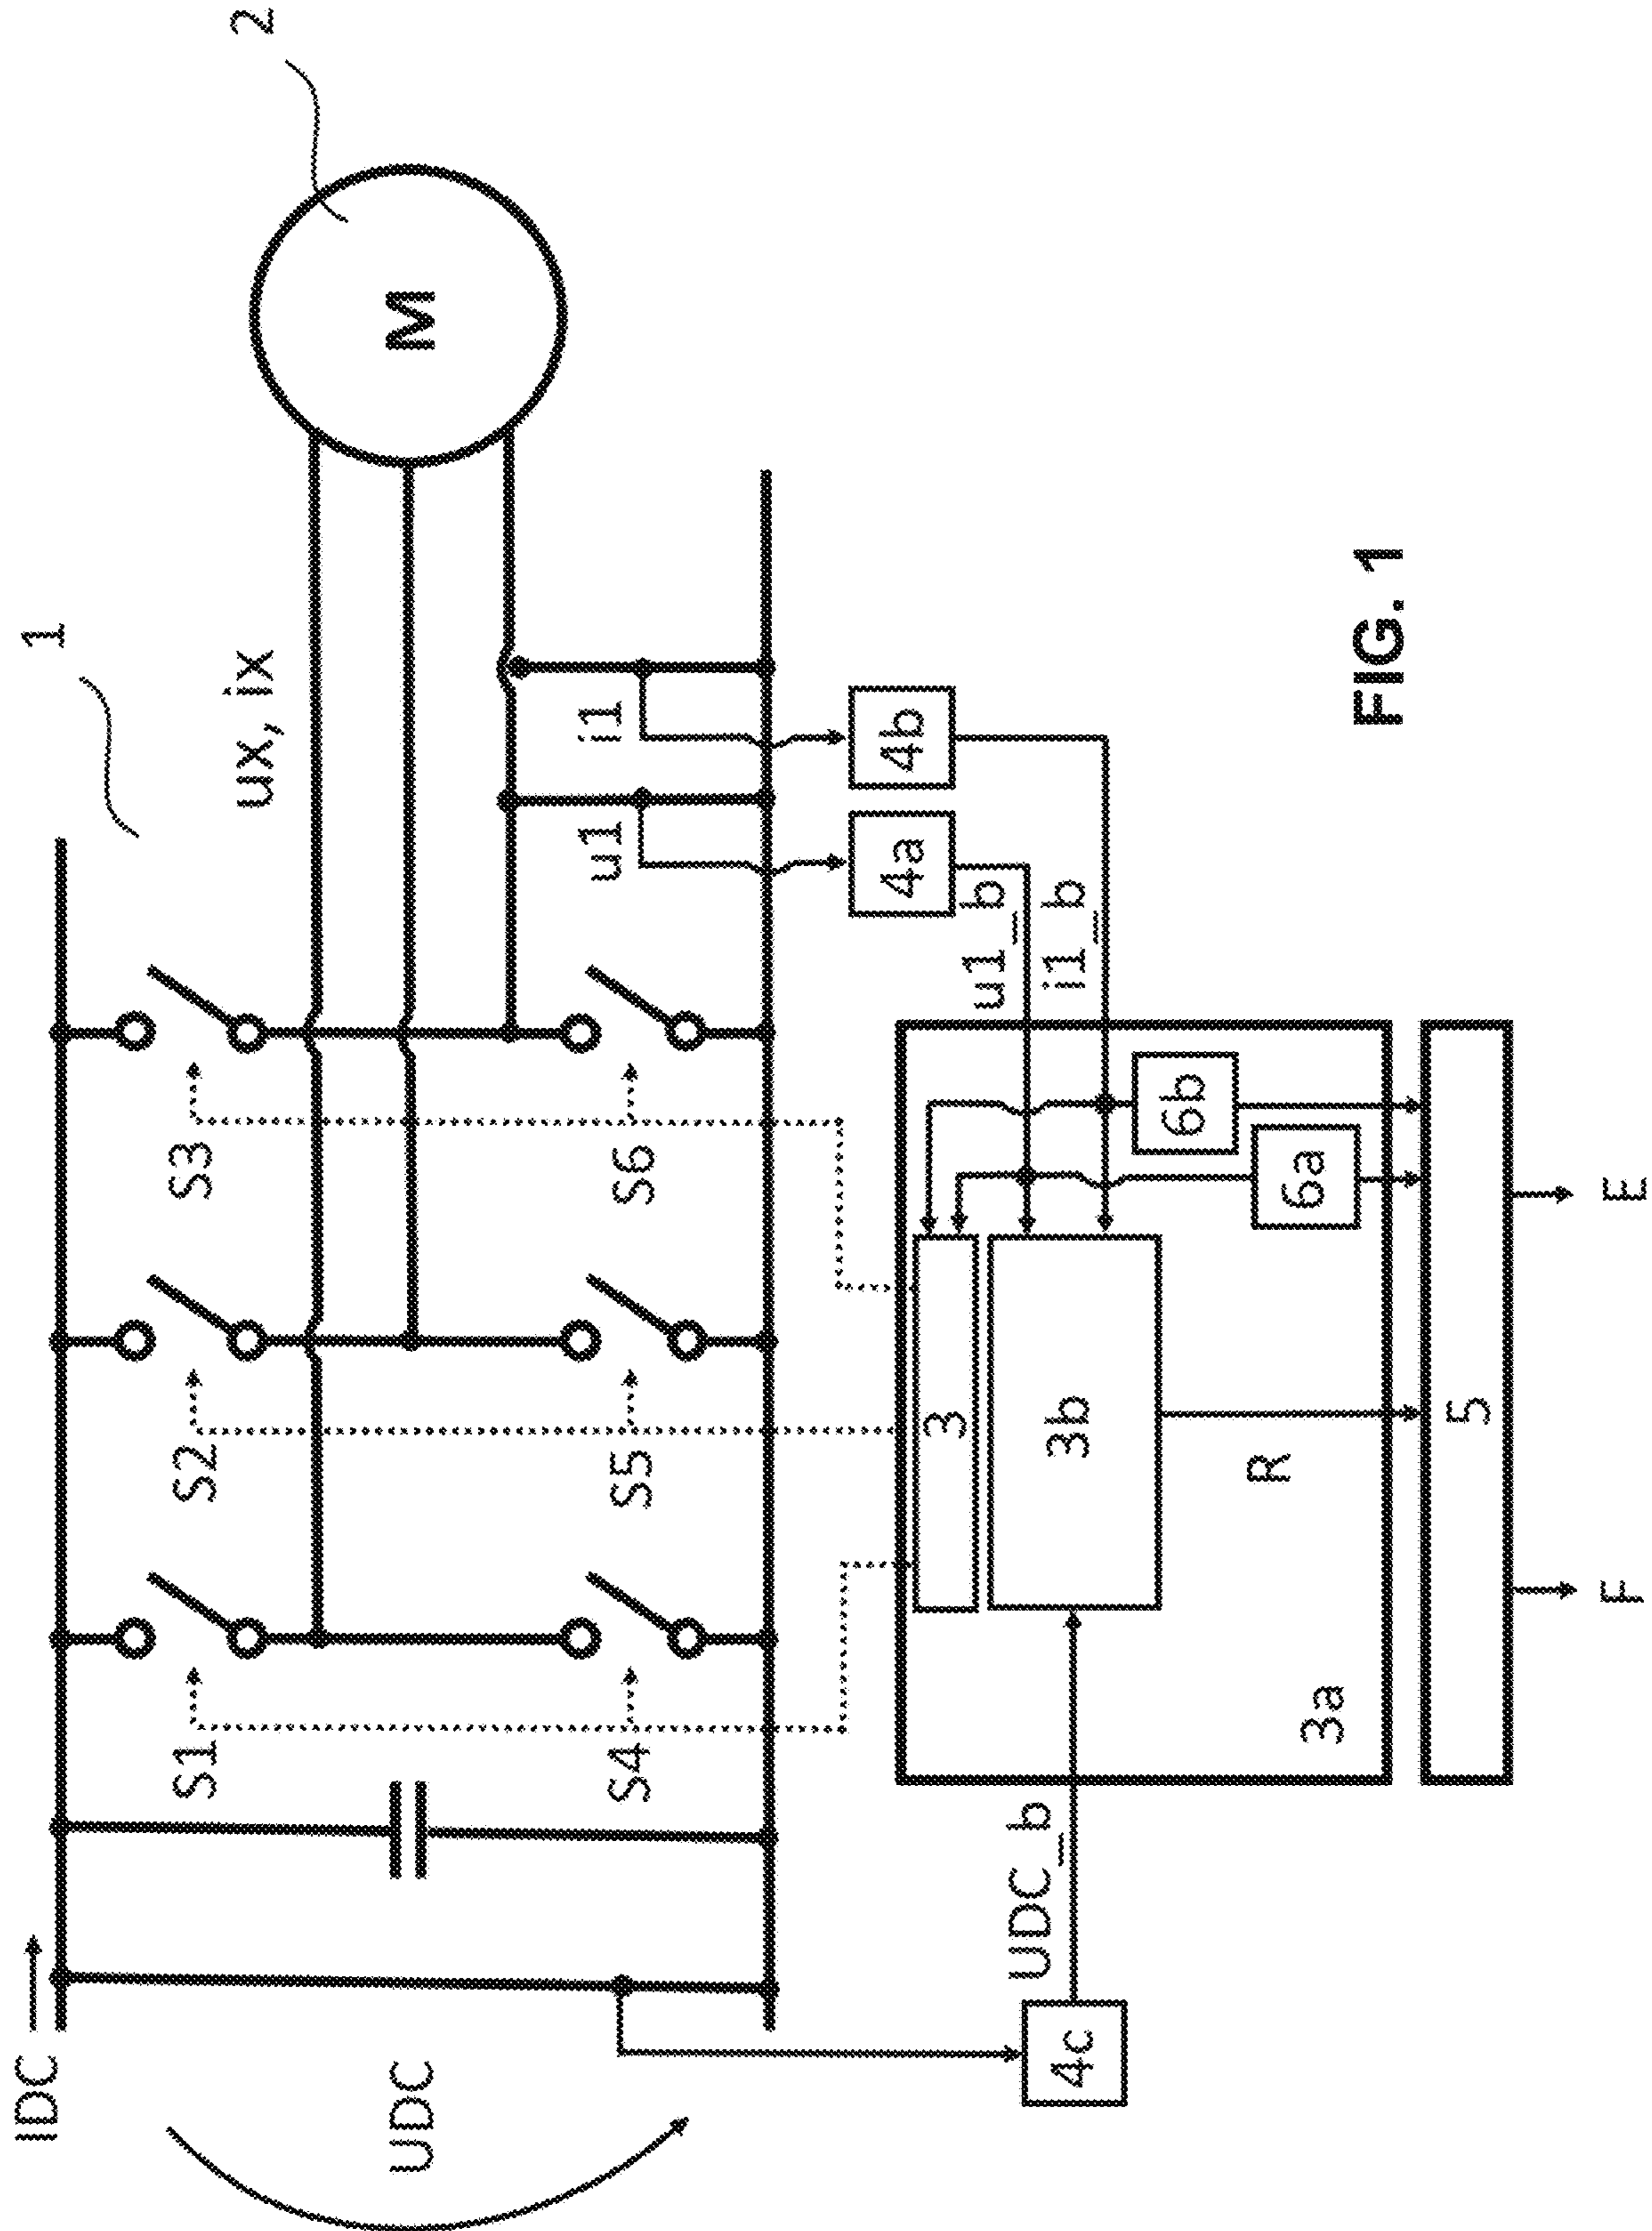 IDC
1
2
UDC
ux, ix
M
S1
S2
S3
S4
S5
S6
u1
i1
4a
4b
u1_b
i1_b
UDC_b
4c
3
3b
3a
R
6a
6b
5
F
E
FIG. 1